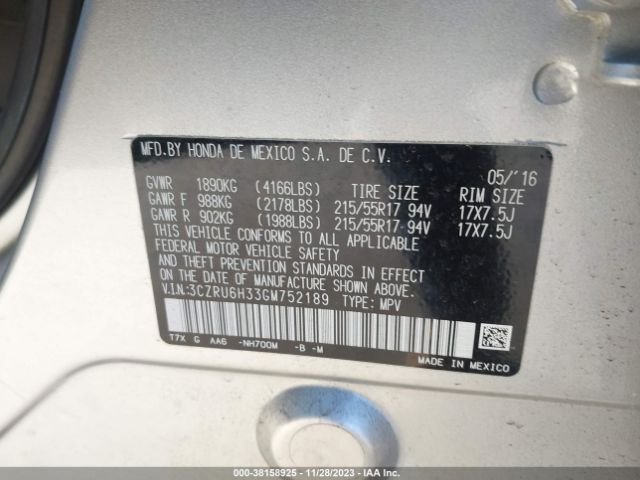 MFD.BY HONDA DE MEXICO S.A. DE C.V. 05/'16
GVWR 1890KG (4166LBS) TIRE SIZE RIM SIZE
GAWR F 988KG (2178LBS) 215/55R17 94V 17X7.5J
GAWR R 902KG (1988LBS) 215/55R17 94V 17X7.5J
THIS VEHICLE CONFORMS TO ALL APPLICABLE
FEDERAL MOTOR VEHICLE SAFETY
AND THEFT PREVENTION STANDARDS IN EFFECT
ON THE DATE OF MANUFACTURE SHOWN ABOVE.
V.I.N:3CZRU6H33GM752189 TYPE: MPV
T7X G AA6 -NH700M -B -M
MADE IN MEXICO
000-38158925 - 11/28/2023 - IAA Inc.